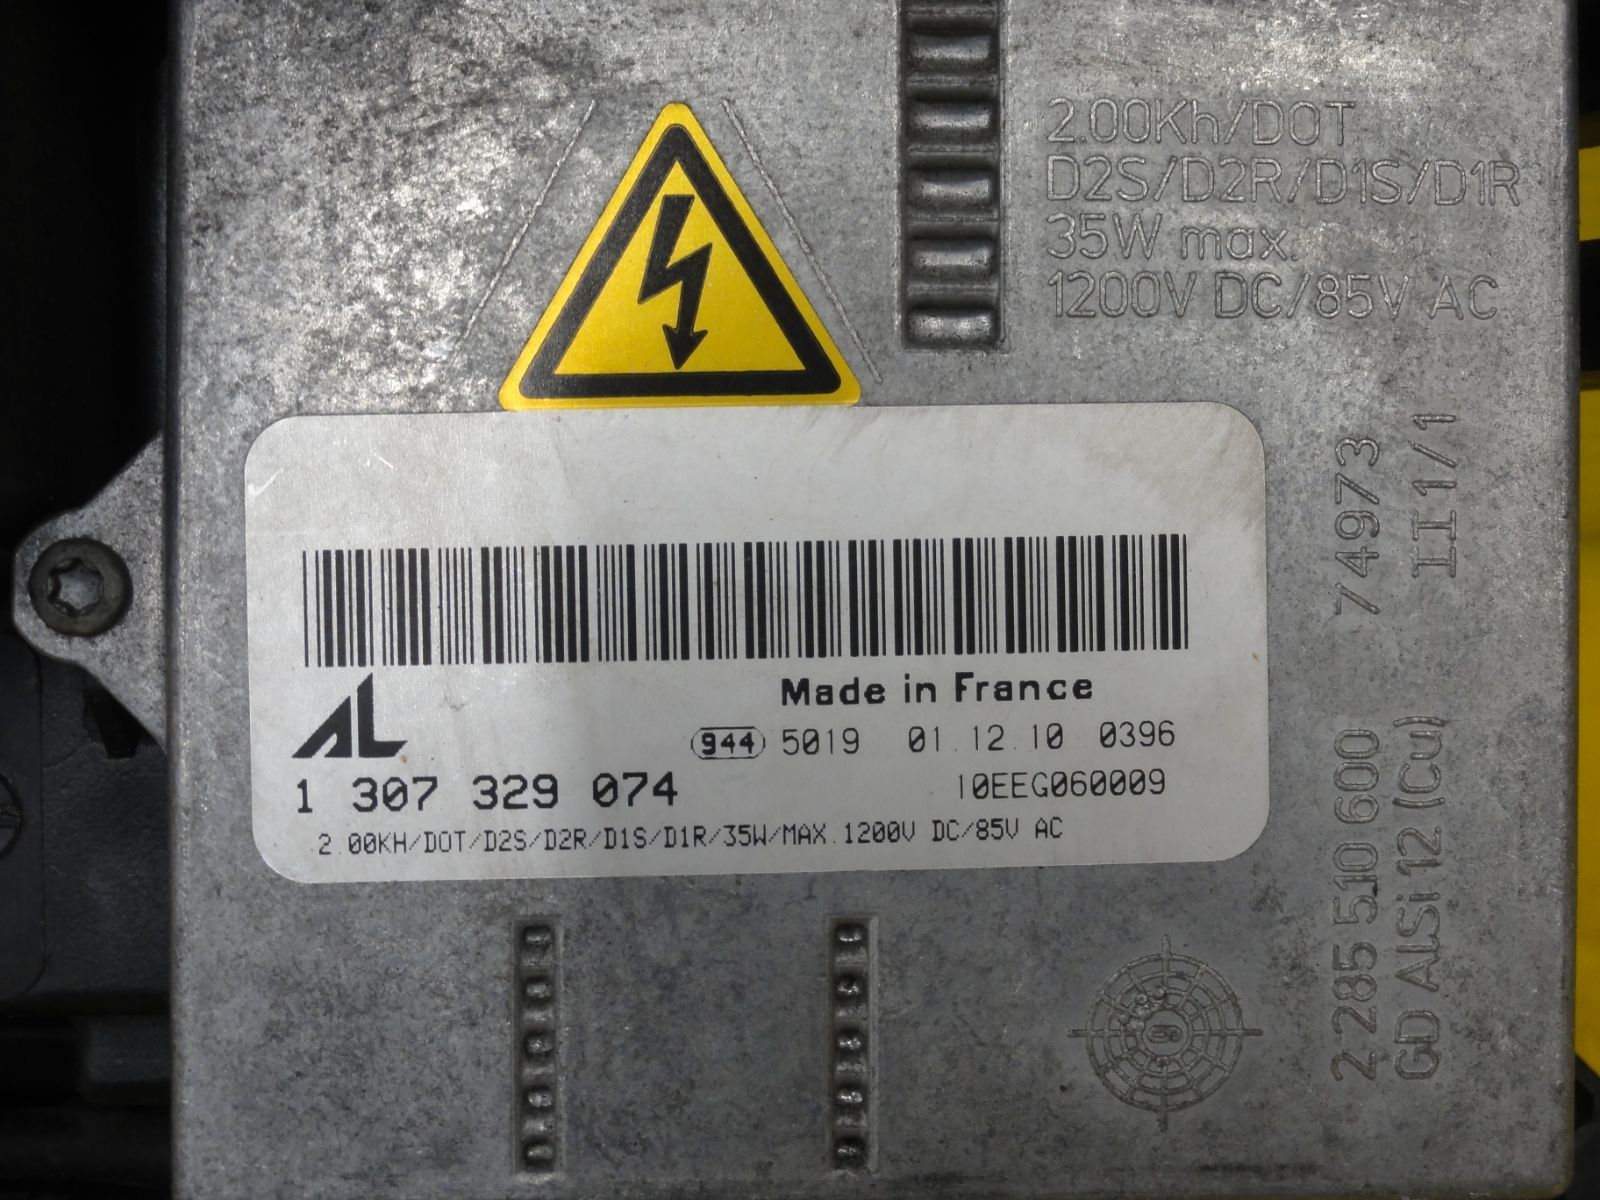 2.00Kh/DOT
D2S/D2R/D1S/D1R
35W max.
1200V DC/85V AC
AL
Made in France
944 5019 01.12.10 0396
1 307 329 074
10EEG060009
2.00KH/DOT/D2S/D2R/D1S/D1R/35W/MAX.1200V DC/85V AC
2 285 510 600 74973
GD AlSi 12 (Cu) II 1/1